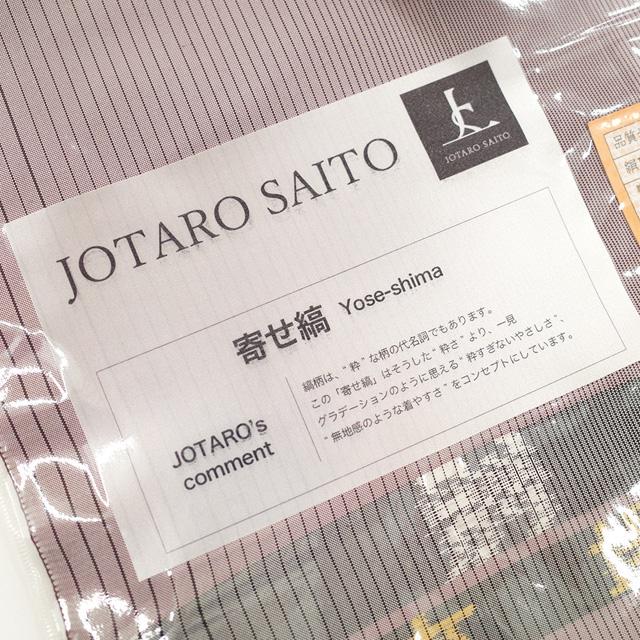 JOTARO SAITO
JOTARO SAITO
寄せ縞 Yose-shima
JOTARO's
comment
縞柄は、“粋”な柄の代名詞でもあります。
この「寄せ縞」はそうした“粋さ”より、一見
グラデーションのように思える“粋すぎないやさしさ”、
“無地感のような着やすさ”をコンセプトにしています。
品質
絹